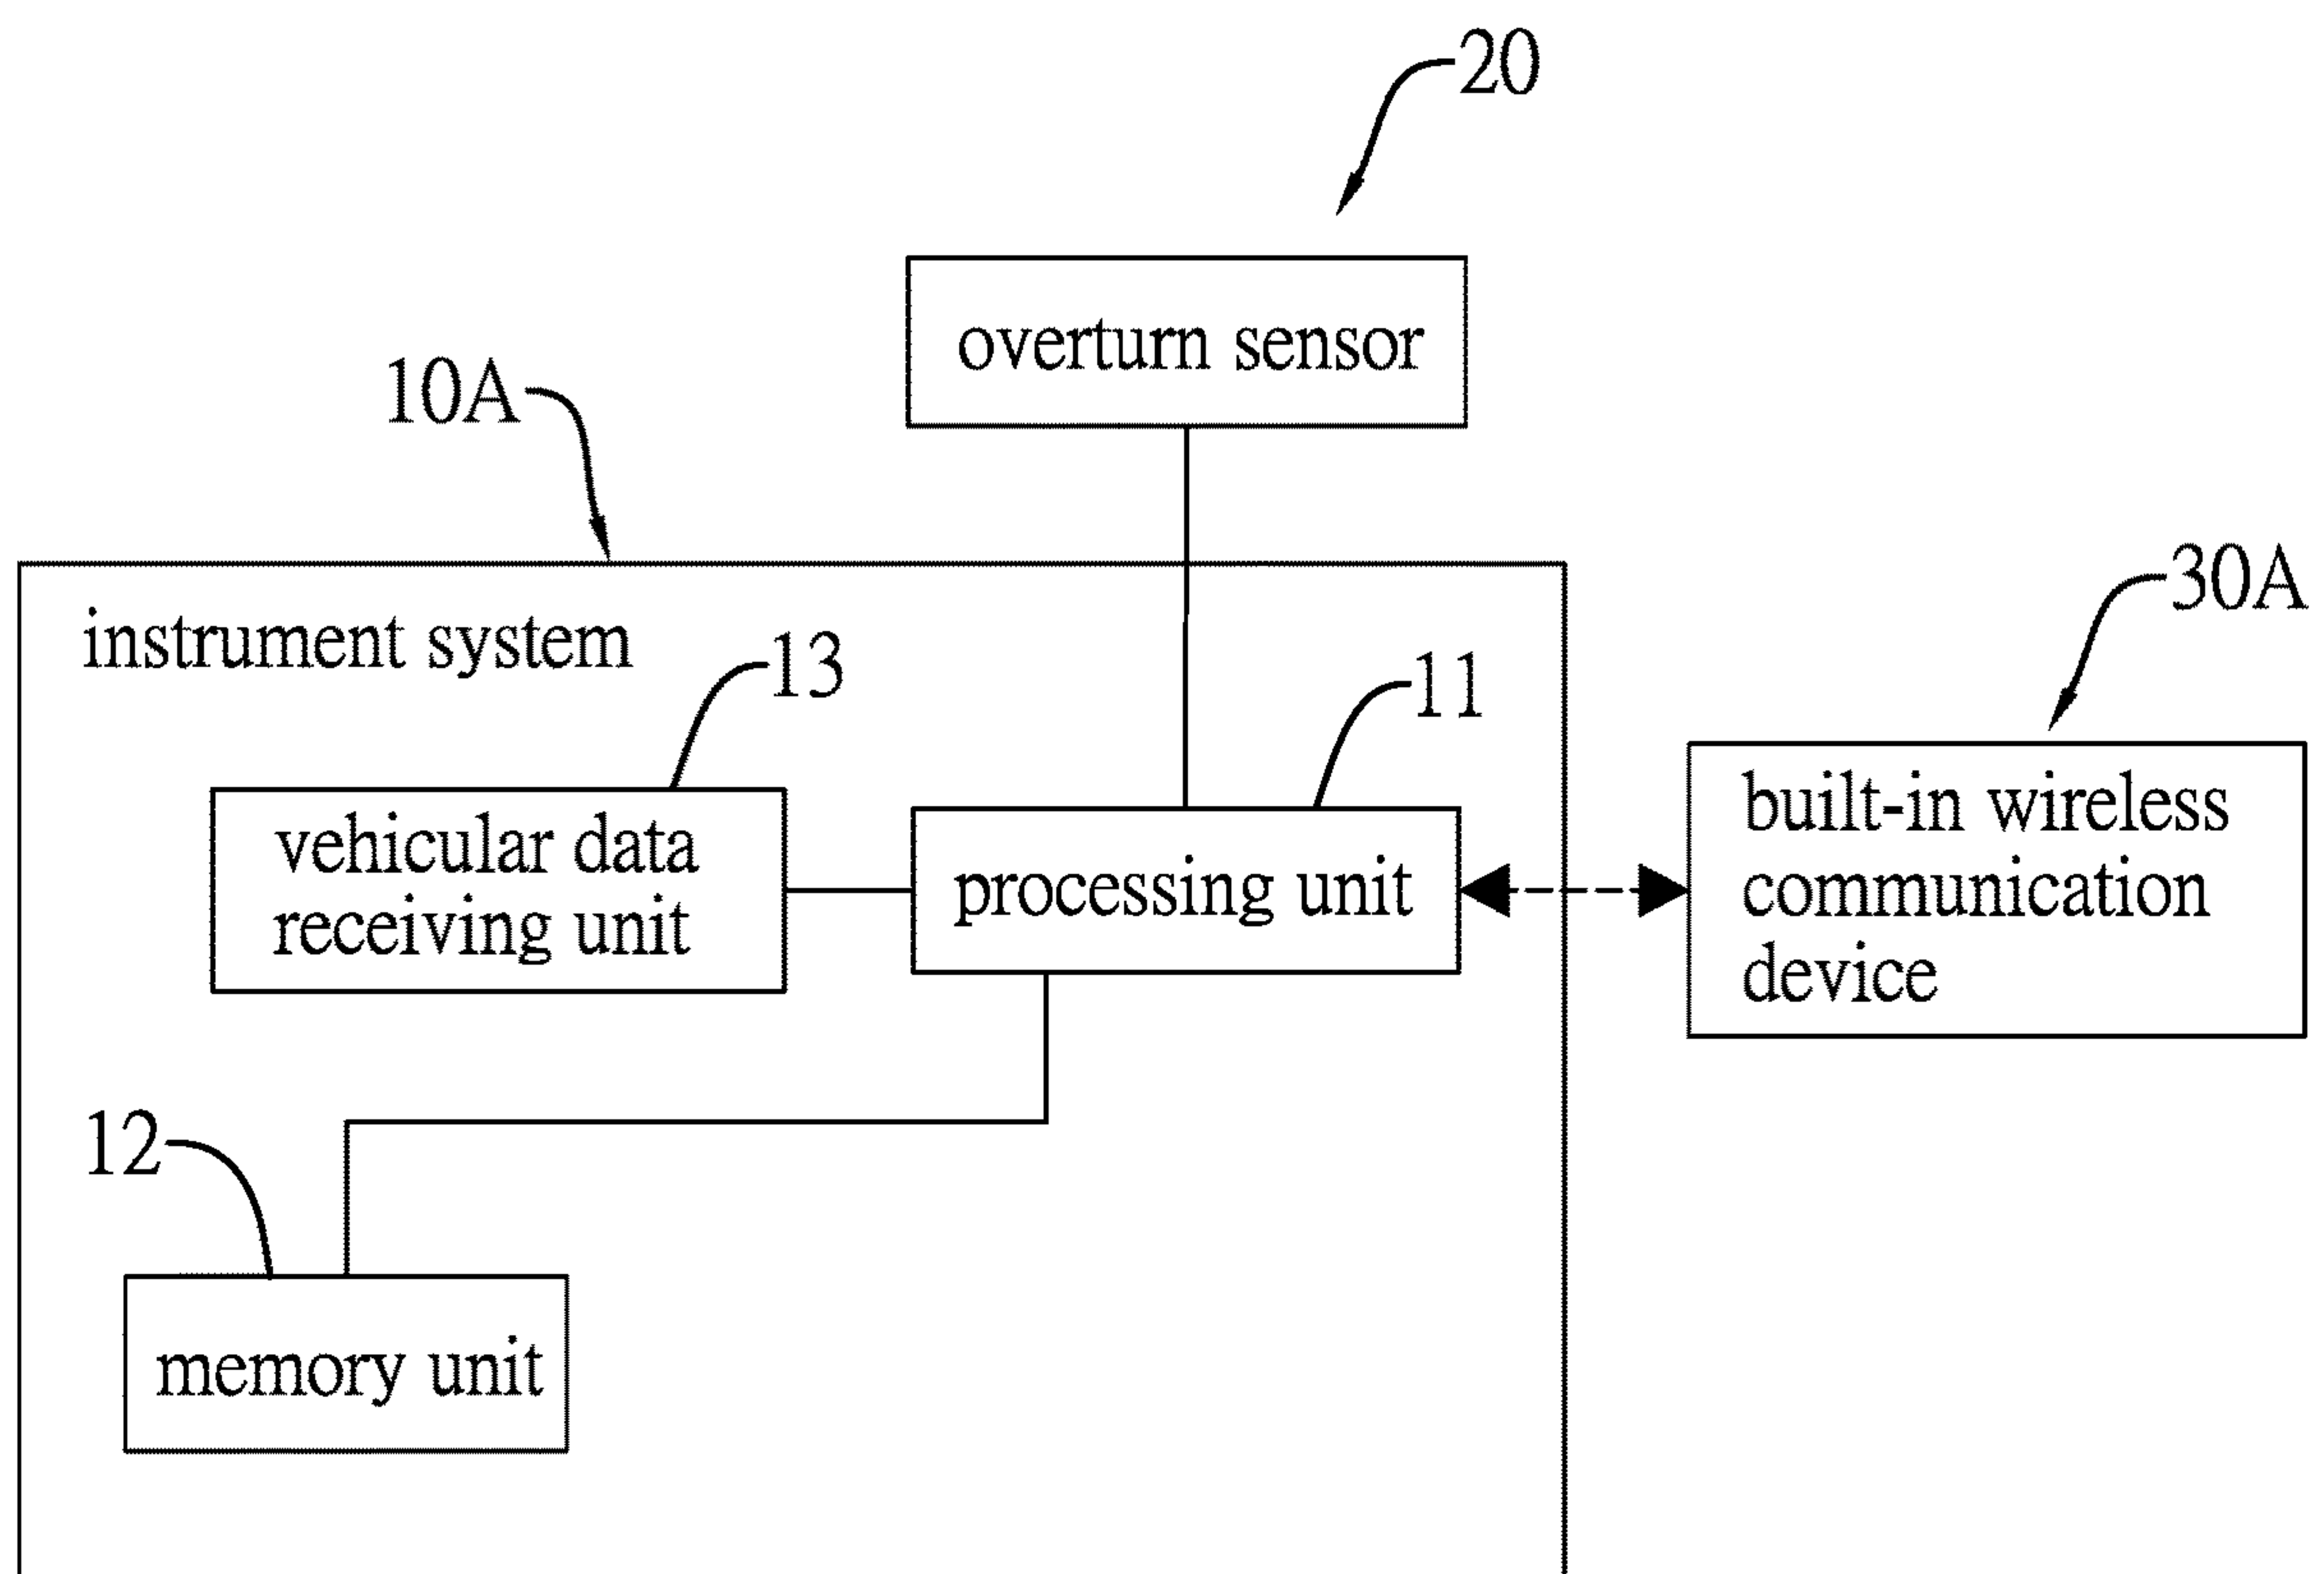 20
overturn sensor
10A
30A
instrument system
13
11
vehicular data
receiving unit
processing unit
built-in wireless
communication
device
12
memory unit